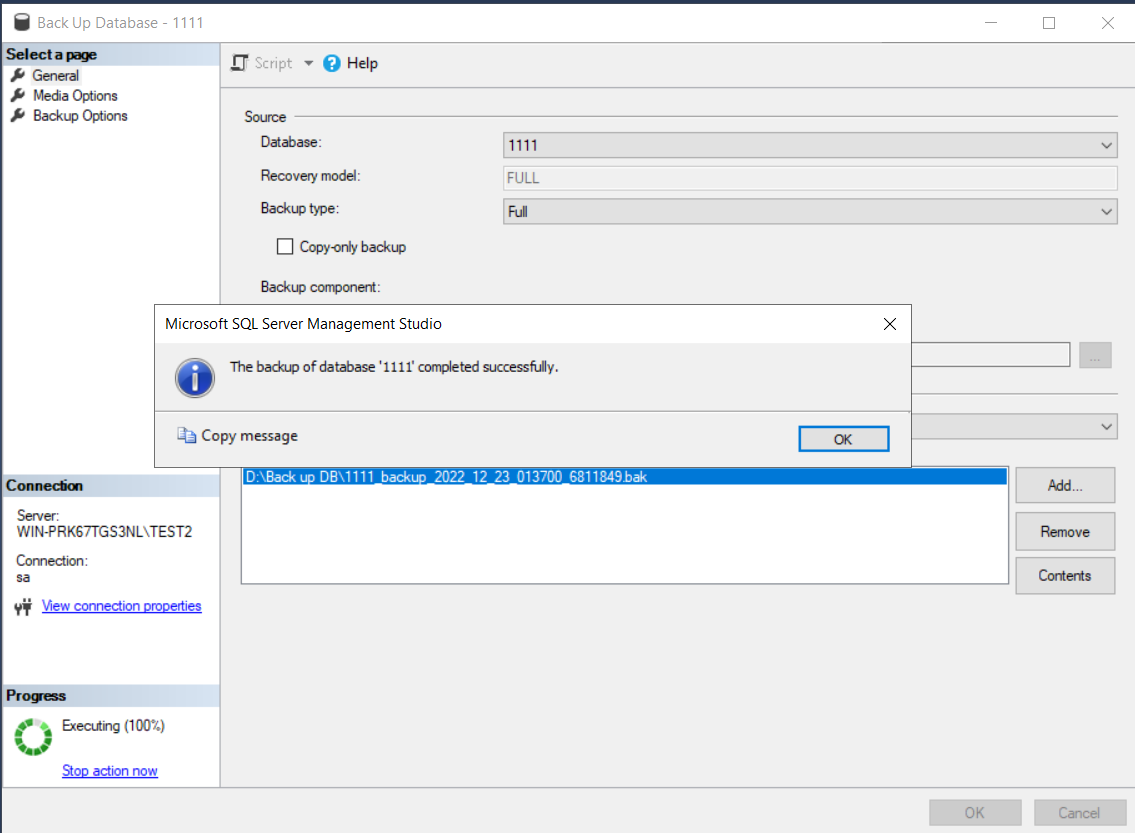 Back Up Database - 1111
Select a page
General
Media Options
Backup Options
Script
Help
Source
Database:
1111
Recovery model:
FULL
Backup type:
Full
Copy-only backup
Backup component:
Microsoft SQL Server Management Studio
The backup of database '1111' completed successfully.
Copy message
OK
...
D:\Back up DB\1111_backup_2022_12_23_013700_6811849.bak
Add...
Remove
Contents
Connection
Server:
WIN-PRK67TGS3NL\TEST2
Connection:
sa
View connection properties
Progress
Executing (100%)
Stop action now
OK
Cancel